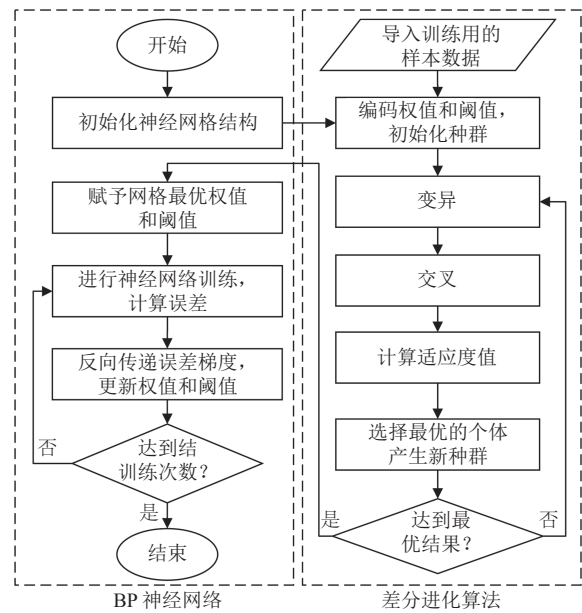 开始
初始化神经网格结构
赋予网格最优权值
和阈值
进行神经网络训练，
计算误差
反向传递误差梯度，
更新权值和阈值
否
达到结
训练次数？
是
结束
BP 神经网络
导入训练用的
样本数据
编码权值和阈值，
初始化种群
变异
交叉
计算适应度值
选择最优的个体
产生新种群
是
达到最
优结果？
否
差分进化算法